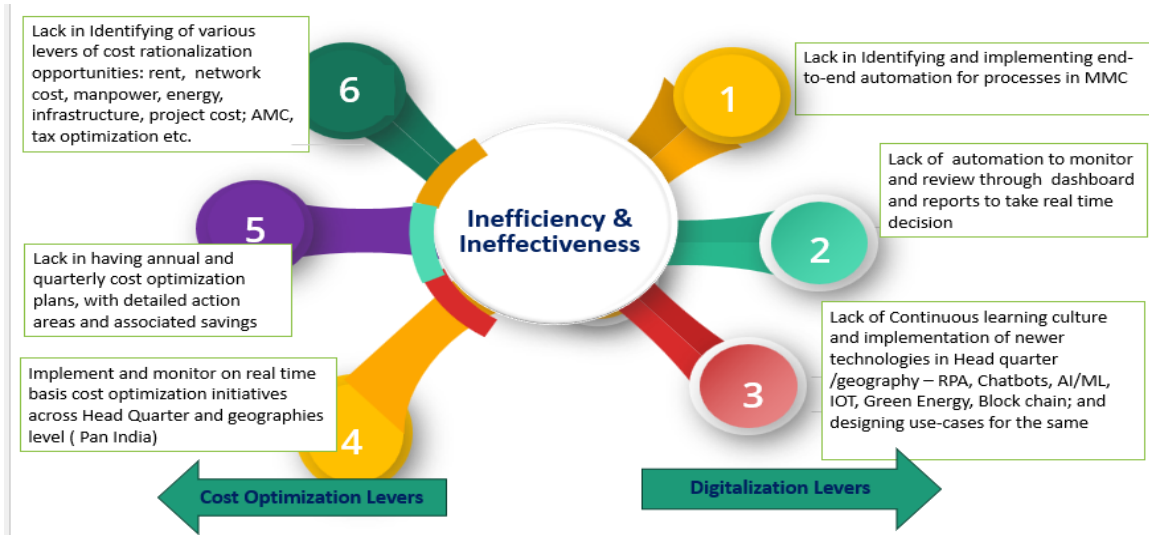 Lack in Identifying of various
levers of cost rationalization
opportunities: rent, network
cost, manpower, energy,
infrastructure, project cost; AMC,
tax optimization etc.
6
1
Lack in Identifying and implementing end-
to-end automation for processes in MMC
5
Lack in having annual and
quarterly cost optimization
plans, with detailed action
areas and associated savings
Inefficiency &
Ineffectiveness
2
Lack of automation to monitor
and review through dashboard
and reports to take real time
decision
Implement and monitor on real time
basis cost optimization initiatives
across Head Quarter and geographies
level ( Pan India)
4
3
Lack of Continuous learning culture
and implementation of newer
technologies in Head quarter
/geography – RPA, Chatbots, AI/ML,
IOT, Green Energy, Block chain; and
designing use-cases for the same
Cost Optimization Levers
Digitalization Levers